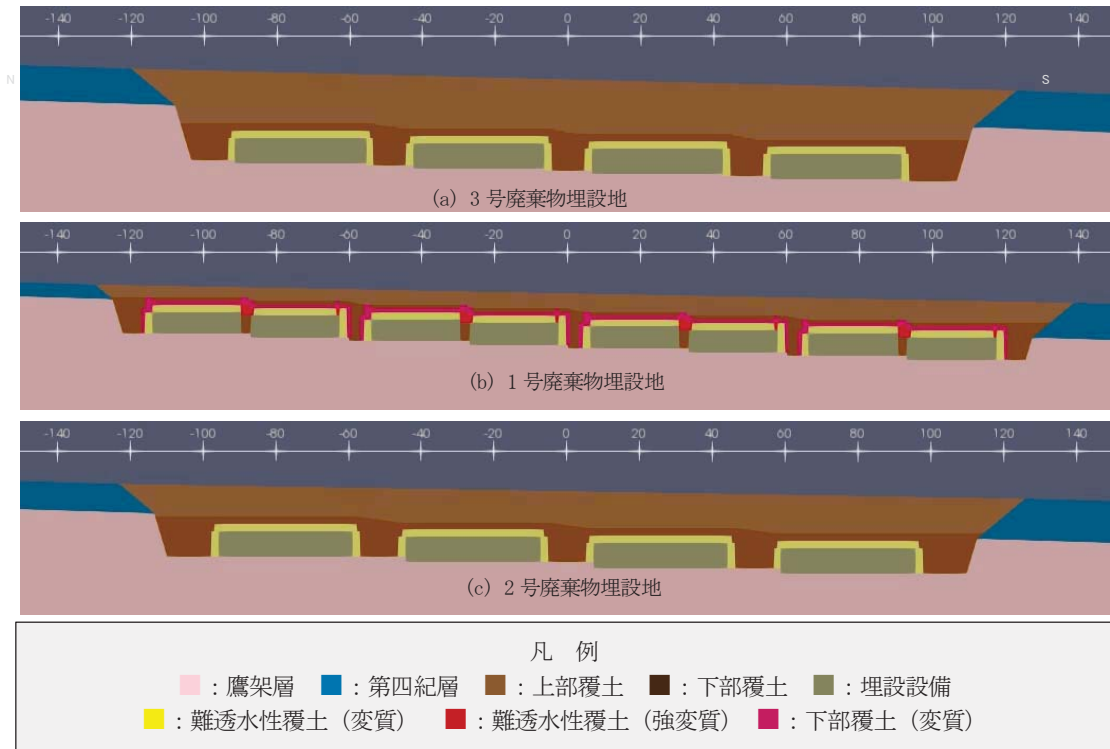 -140 -120 -100 -80 -60 -40 -20 0 20 40 60 80 100 120 140
N
S
(a) 3 号廃棄物埋設地
-140 -120 -100 -80 -60 -40 -20 0 20 40 60 80 100 120 140
(b) 1 号廃棄物埋設地
-140 -120 -100 -80 -60 -40 -20 0 20 40 60 80 100 120 140
(c) 2 号廃棄物埋設地
凡 例
：鷹架層 ：第四紀層 ：上部覆土 ：下部覆土 ：埋設設備
：難透水性覆土（変質） ：難透水性覆土（強変質） ：下部覆土（変質）